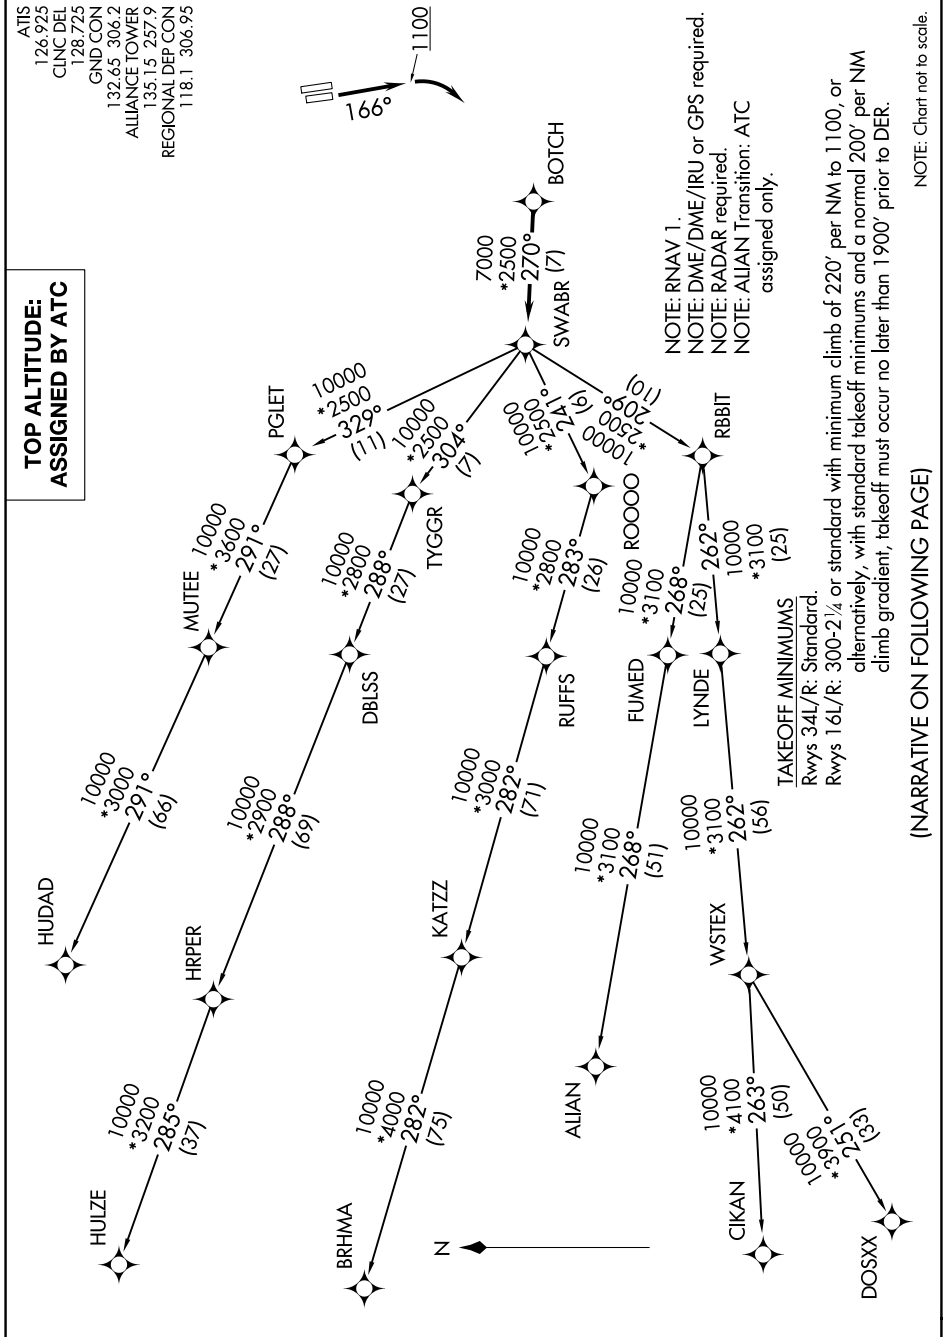 TOP ALTITUDE:
ASSIGNED BY ATC
ATIS
126.925
CLNC DEL
128.725
GND CON
132.65 306.2
ALLIANCE TOWER
135.15 257.9
REGIONAL DEP CON
118.1 306.95
1100
166°
BOTCH
7000
*2500
270°
(7)
SWABR
PGLET
10000
*2500
329°
(11)
10000
*2500
304°
(7)
TYGGR
10000
*2500
241°
(6)
ROOOO
10000
*2500
209°
(10)
RBBIT
MUTEE
10000
*3600
291°
(27)
10000
*2800
288°
(27)
DBLSS
10000
*2800
283°
(26)
RUFFS
10000
*3100
268°
(25)
FUMED
262°
10000
*3100
(25)
LYNDE
HUDAD
10000
*3000
291°
(66)
10000
*2900
288°
(69)
HRPER
10000
*3000
282°
(71)
KATZZ
10000
*3100
268°
(51)
ALIAN
10000
*3100
262°
(56)
WSTEX
10000
*3200
285°
(37)
HULZE
10000
*4000
282°
(75)
BRHMA
10000
*4100
263°
(50)
CIKAN
10000
*3900
251°
(33)
DOSXX
N
NOTE: RNAV 1.
NOTE: DME/DME/IRU or GPS required.
NOTE: RADAR required.
NOTE: ALIAN Transition: ATC
assigned only.
TAKEOFF MINIMUMS
Rwys 34L/R: Standard.
Rwys 16L/R: 300-2¼ or standard with minimum climb of 220' per NM to 1100, or
alternatively, with standard takeoff minimums and a normal 200' per NM
climb gradient, takeoff must occur no later than 1900' prior to DER.
(NARRATIVE ON FOLLOWING PAGE)
NOTE: Chart not to scale.